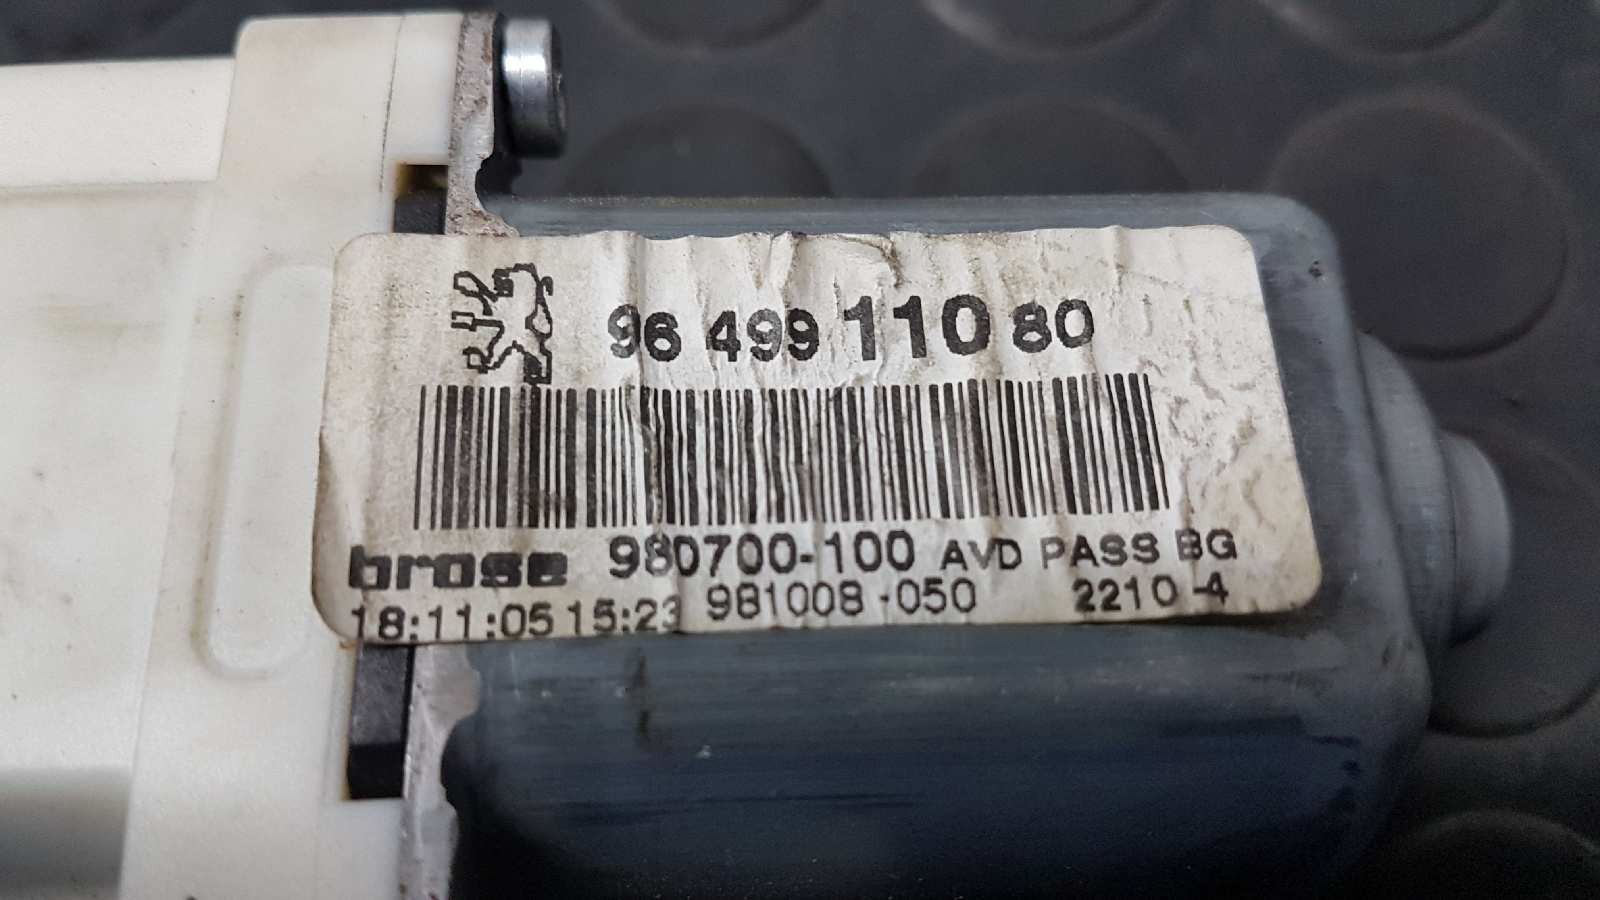 96 499 110 80
brose 980700-100 AVD PASS BG
18:11:05 15:23 981008-050 2210-4